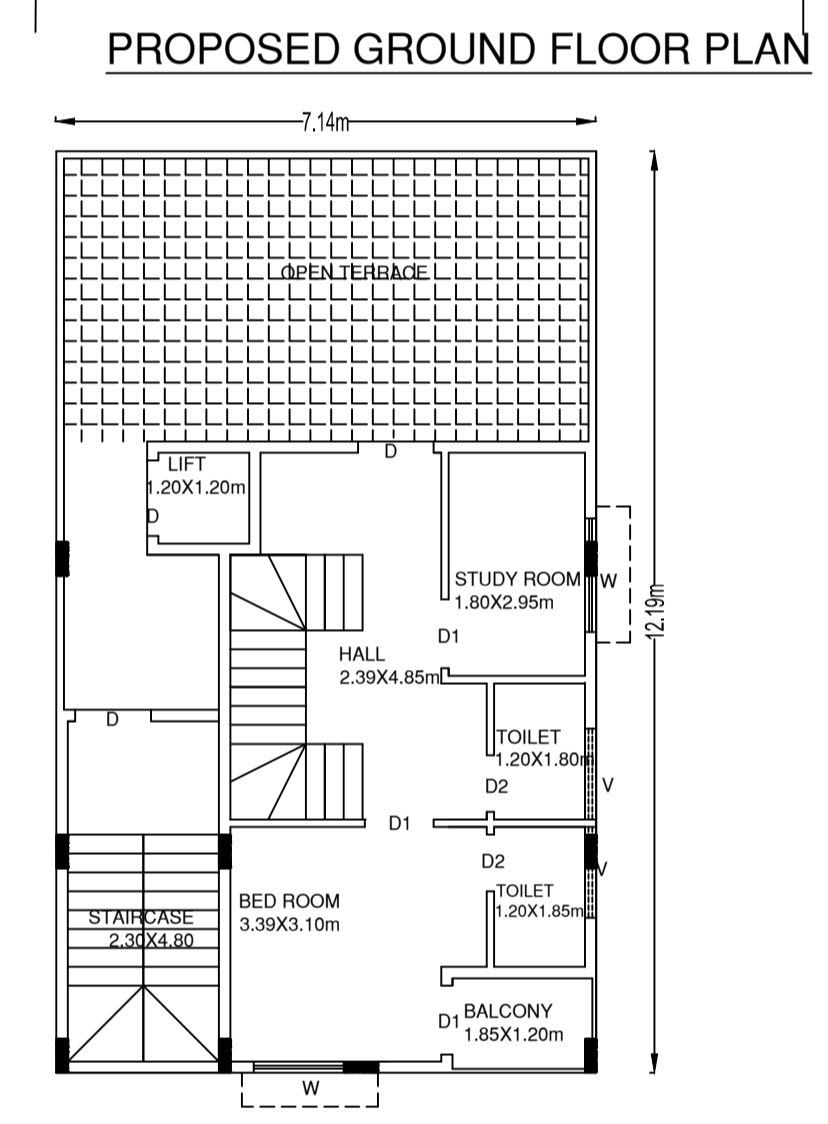 PROPOSED GROUND FLOOR PLAN
7.14m
OPEN TERRACE
D
LIFT
1.20X1.20m
D
STUDY ROOM
1.80X2.95m
W
12.19m
D1
HALL
2.39X4.85m
D
TOILET
1.20X1.80m
D2
V
D1
D2
V
TOILET
1.20X1.85m
BED ROOM
3.39X3.10m
STAIRCASE
2.30X4.80
D1
BALCONY
1.85X1.20m
W